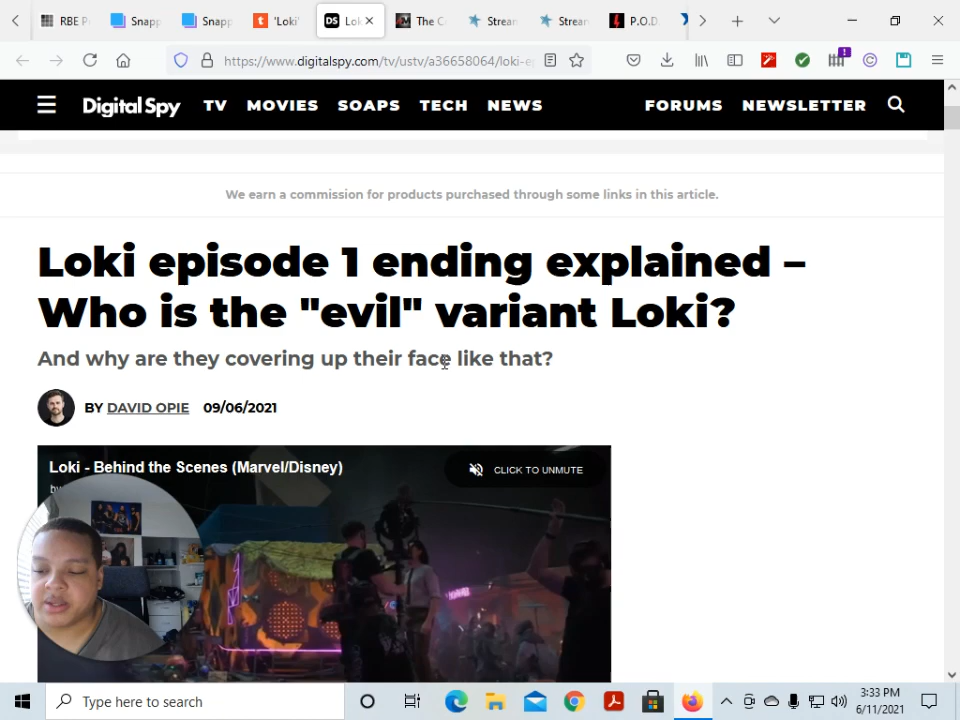 RBE P
Snapp
Snapp
'Loki'
Lok
The C
Stream
Stream
P.O.D.
https://www.digitalspy.com/tv/ustv/a36658064/loki-e
1
Digital Spy
TV MOVIES SOAPS TECH NEWS FORUMS NEWSLETTER
We earn a commission for products purchased through some links in this article.
Loki episode 1 ending explained –
Who is the "evil" variant Loki?
And why are they covering up their face like that?
BY DAVID OPIE 09/06/2021
Loki - Behind the Scenes (Marvel/Disney)
CLICK TO UNMUTE
by
Type here to search
3:33 PM
6/11/2021